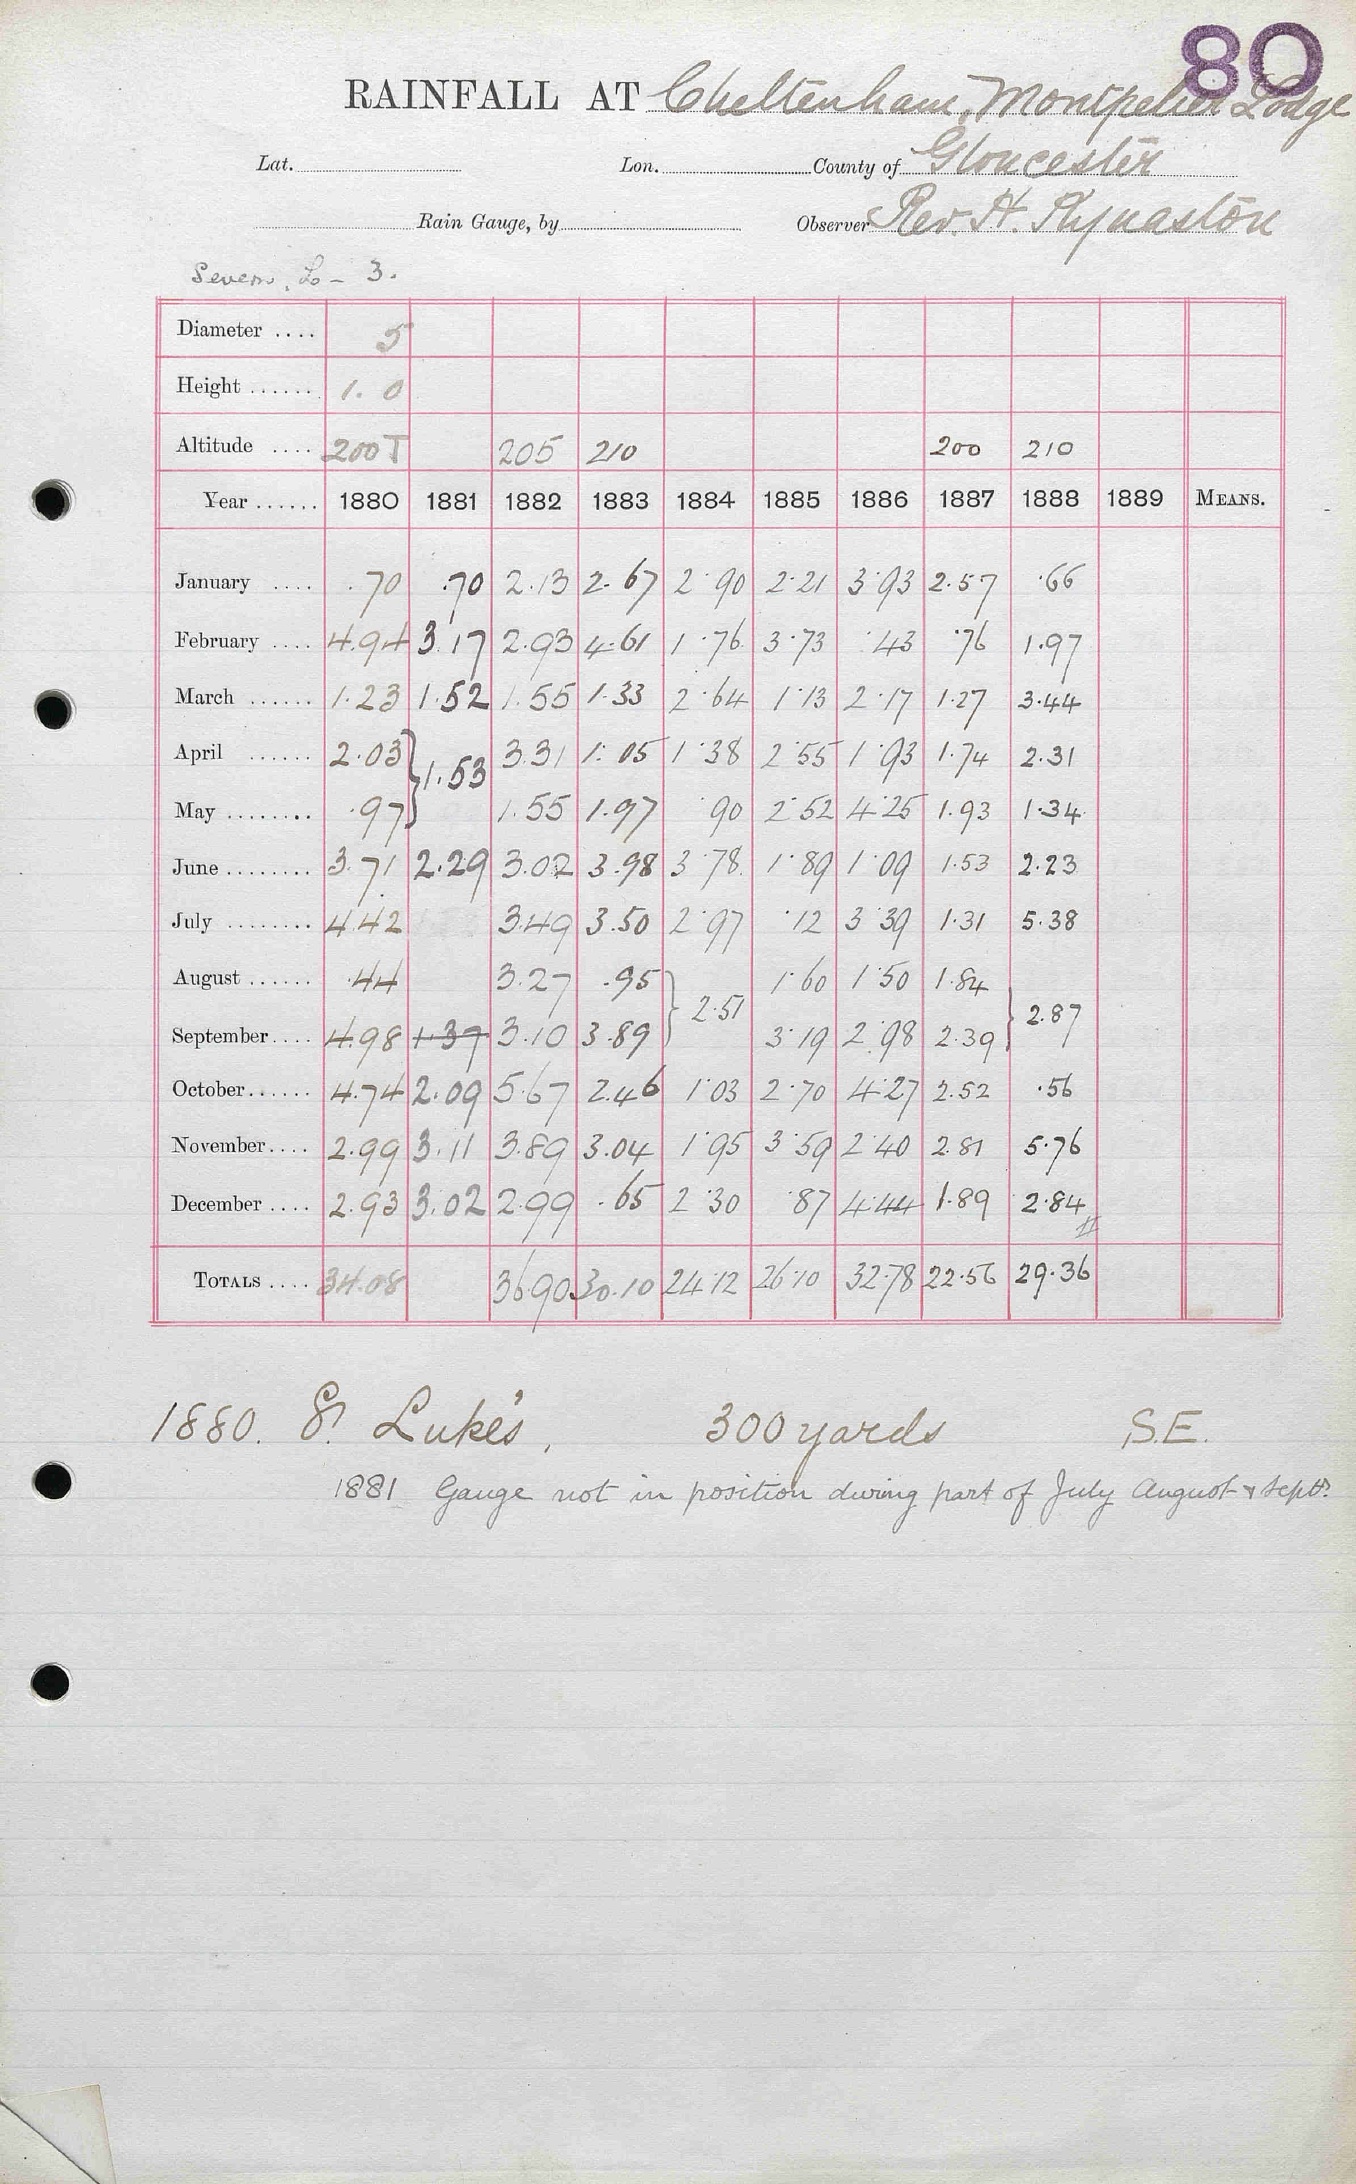 80
RAINFALL AT Cheltenham, Montpelier Lodge
Lat. Lon. County of Gloucester
Rain Gauge, by Observer Rev. H. Kynaston
Severn, Lo - 3.
Diameter .... 5
Height ...... 1. 0
Altitude .... 200T 205 210 200 210
Year ...... 1880 1881 1882 1883 1884 1885 1886 1887 1888 1889 MEANS.
January .... .70 .70 2.13 2.67 2.90 2.21 3.93 2.57 .66
February .... 4.94 3.17 2.93 4.61 1.76 3.73 .43 .76 1.97
March ...... 1.23 1.52 1.55 1.33 2.64 1.13 2.17 1.27 3.44
April ...... 2.03 } 1.53 3.31 1.05 1.38 2.55 1.93 1.74 2.31
May ........ .97 1.55 1.97 .90 2.52 4.25 1.93 1.34
June ........ 3.71 2.29 3.02 3.98 3.78 1.89 1.09 1.53 2.23
July ........ 4.42 3.49 3.50 2.97 .12 3.39 1.31 5.38
August ...... .44 3.27 .95 } 2.51 1.60 1.50 1.84 } 2.87
September .... 4.98 1.37 3.10 3.89 3.19 2.98 2.39
October ...... 4.74 2.09 5.67 2.46 1.03 2.70 4.27 2.52 .56
November .... 2.99 3.11 3.89 3.04 1.95 3.59 2.40 2.81 5.76
December .... 2.93 3.02 2.99 .65 2.30 .87 4.44 1.89 2.84
TOTALS .... 34.08 36.90 30.10 24.12 26.10 32.78 22.56 29.36
1880. St. Luke's, 300 yards S.E.
1881 Gauge not in position during part of July August & Septr.